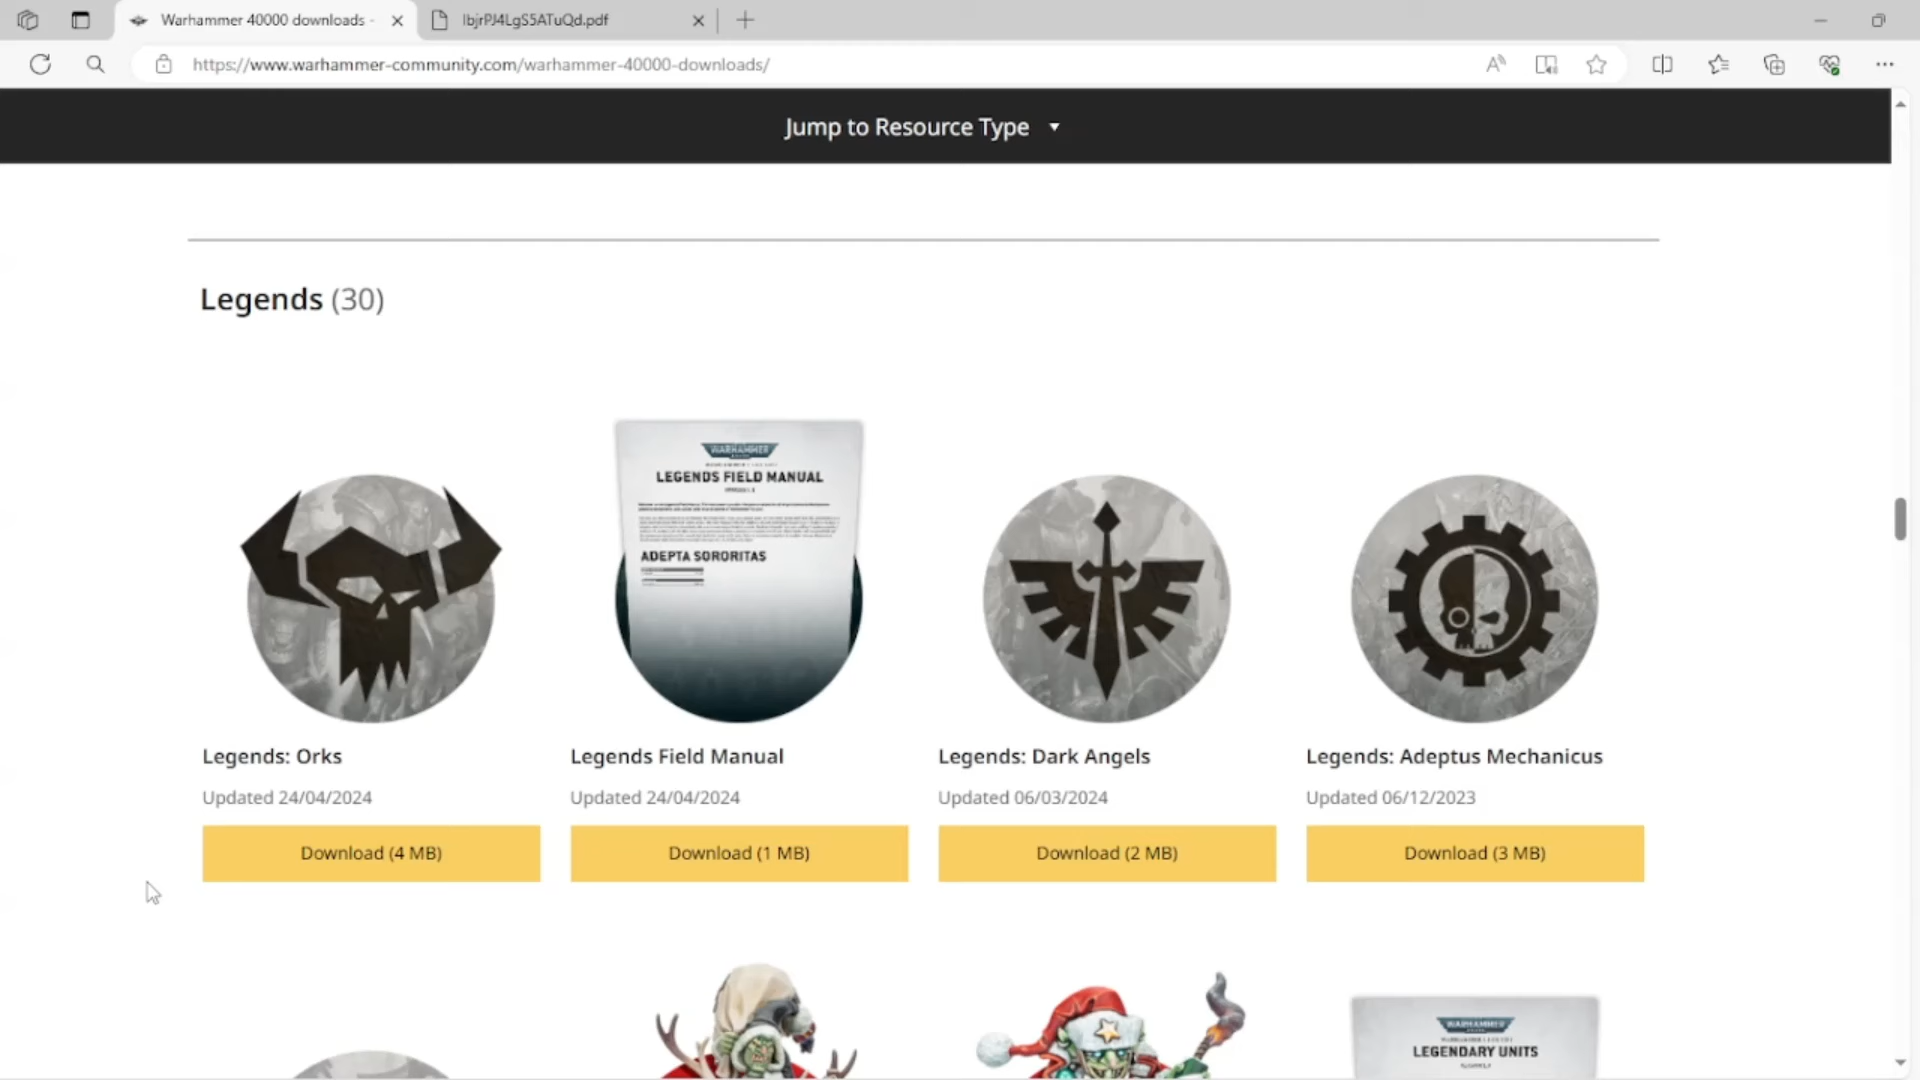 Warhammer 40000 downloads -
lbjrPJ4LgS5ATuQd.pdf
https://www.warhammer-community.com/warhammer-40000-downloads/
Jump to Resource Type
Legends (30)
WARHAMMER
LEGENDS FIELD MANUAL
ADEPTA SORORITAS
Legends: Orks
Legends Field Manual
Legends: Dark Angels
Legends: Adeptus Mechanicus
Updated 24/04/2024
Updated 24/04/2024
Updated 06/03/2024
Updated 06/12/2023
Download (4 MB)
Download (1 MB)
Download (2 MB)
Download (3 MB)
WARHAMMER
LEGENDARY UNITS